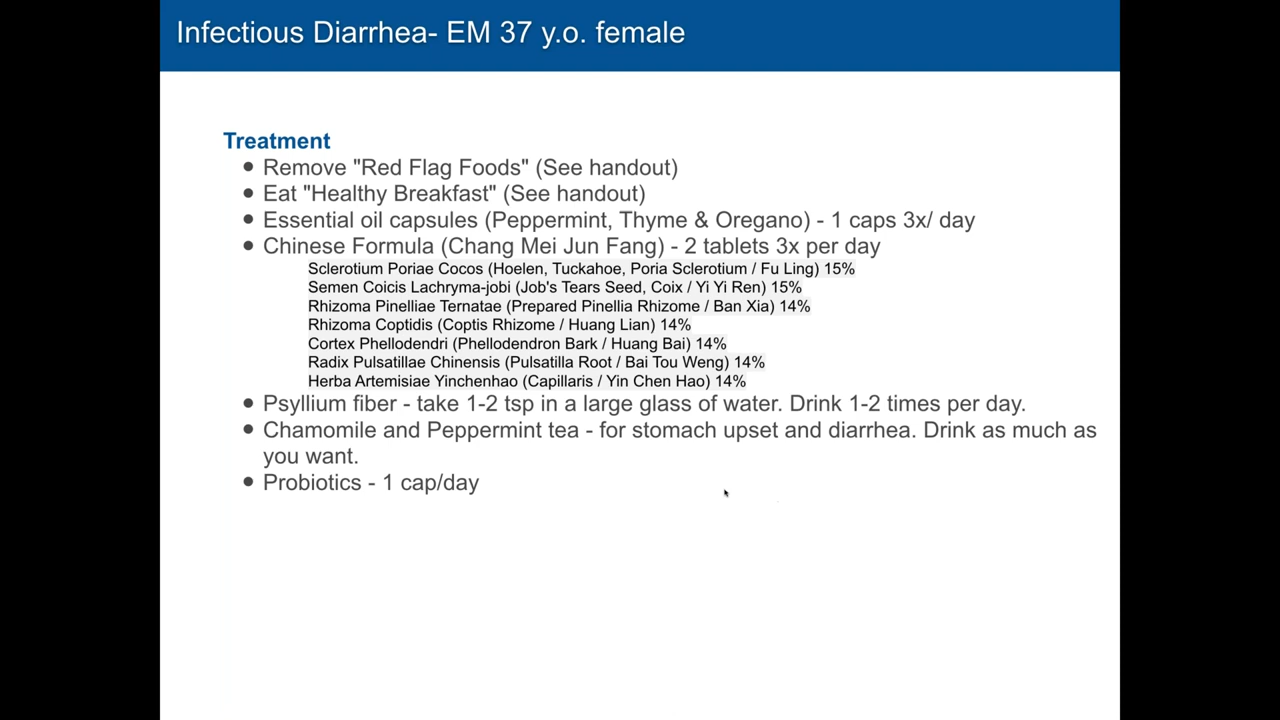 Infectious Diarrhea- EM 37 y.o. female
Treatment
● Remove "Red Flag Foods" (See handout)
● Eat "Healthy Breakfast" (See handout)
● Essential oil capsules (Peppermint, Thyme & Oregano) - 1 caps 3x/ day
● Chinese Formula (Chang Mei Jun Fang) - 2 tablets 3x per day
Sclerotium Poriae Cocos (Hoelen, Tuckahoe, Poria Sclerotium / Fu Ling) 15%
Semen Coicis Lachryma-jobi (Job's Tears Seed, Coix / Yi Yi Ren) 15%
Rhizoma Pinelliae Ternatae (Prepared Pinellia Rhizome / Ban Xia) 14%
Rhizoma Coptidis (Coptis Rhizome / Huang Lian) 14%
Cortex Phellodendri (Phellodendron Bark / Huang Bai) 14%
Radix Pulsatillae Chinensis (Pulsatilla Root / Bai Tou Weng) 14%
Herba Artemisiae Yinchenhao (Capillaris / Yin Chen Hao) 14%
● Psyllium fiber - take 1-2 tsp in a large glass of water. Drink 1-2 times per day.
● Chamomile and Peppermint tea - for stomach upset and diarrhea. Drink as much as
you want.
● Probiotics - 1 cap/day